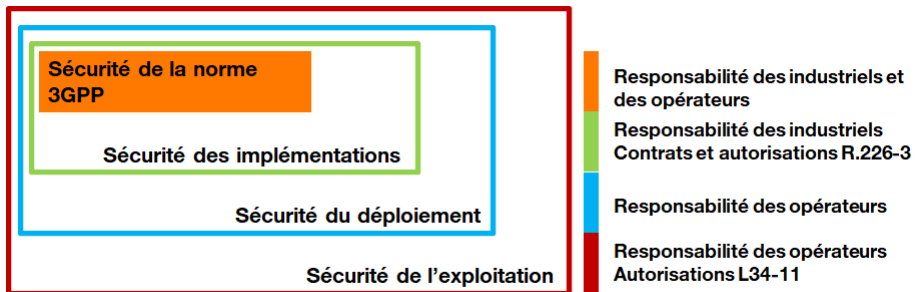 Sécurité de la norme
3GPP
Sécurité des implémentations
Sécurité du déploiement
Sécurité de l'exploitation
Responsabilité des industriels et
des opérateurs
Responsabilité des industriels
Contrats et autorisations R.226-3
Responsabilité des opérateurs
Responsabilité des opérateurs
Autorisations L34-11